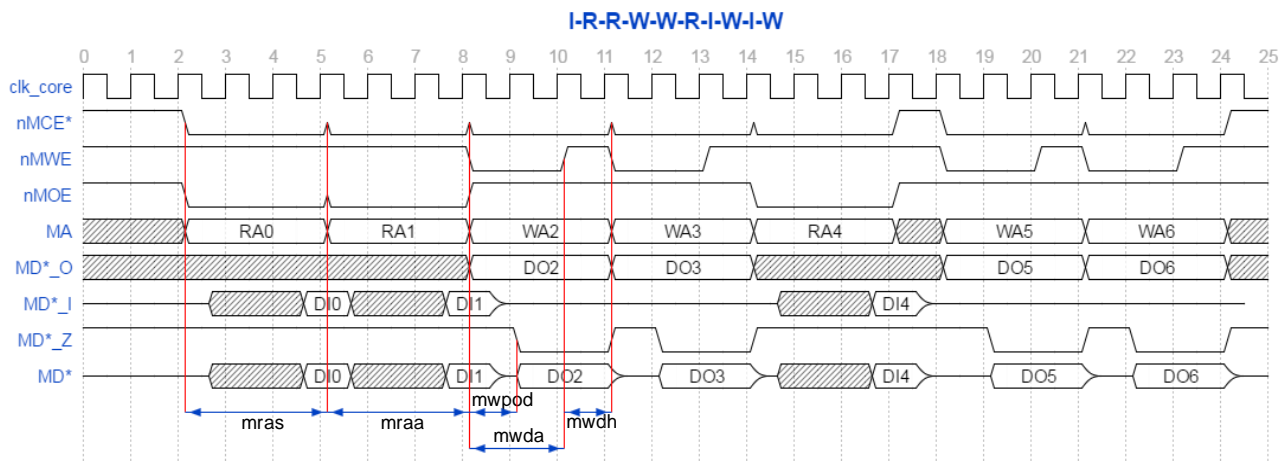 I-R-R-W-W-R-I-W-I-W
0 1 2 3 4 5 6 7 8 9 10 11 12 13 14 15 16 17 18 19 20 21 22 23 24 25
clk_core
nMCE*
nMWE
nMOE
MA RA0 RA1 WA2 WA3 RA4 WA5 WA6
MD*_O DO2 DO3 DO5 DO6
MD*_I DI0 DI1 DI4
MD*_Z
MD* DI0 DI1 DO2 DO3 DI4 DO5 DO6
mras mraa mwpod mwdh
mwda